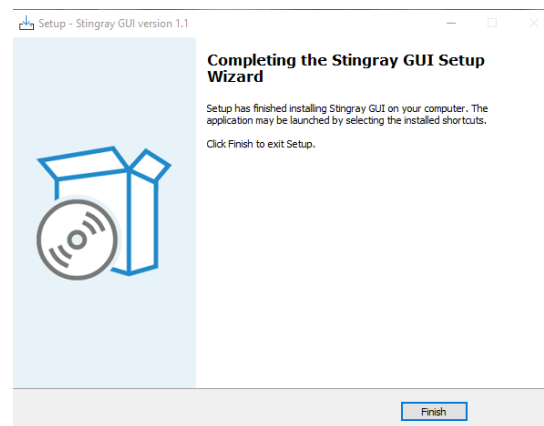 Setup - Stingray GUI version 1.1
Completing the Stingray GUI Setup
Wizard
Setup has finished installing Stingray GUI on your computer. The
application may be launched by selecting the installed shortcuts.
Click Finish to exit Setup.
Finish